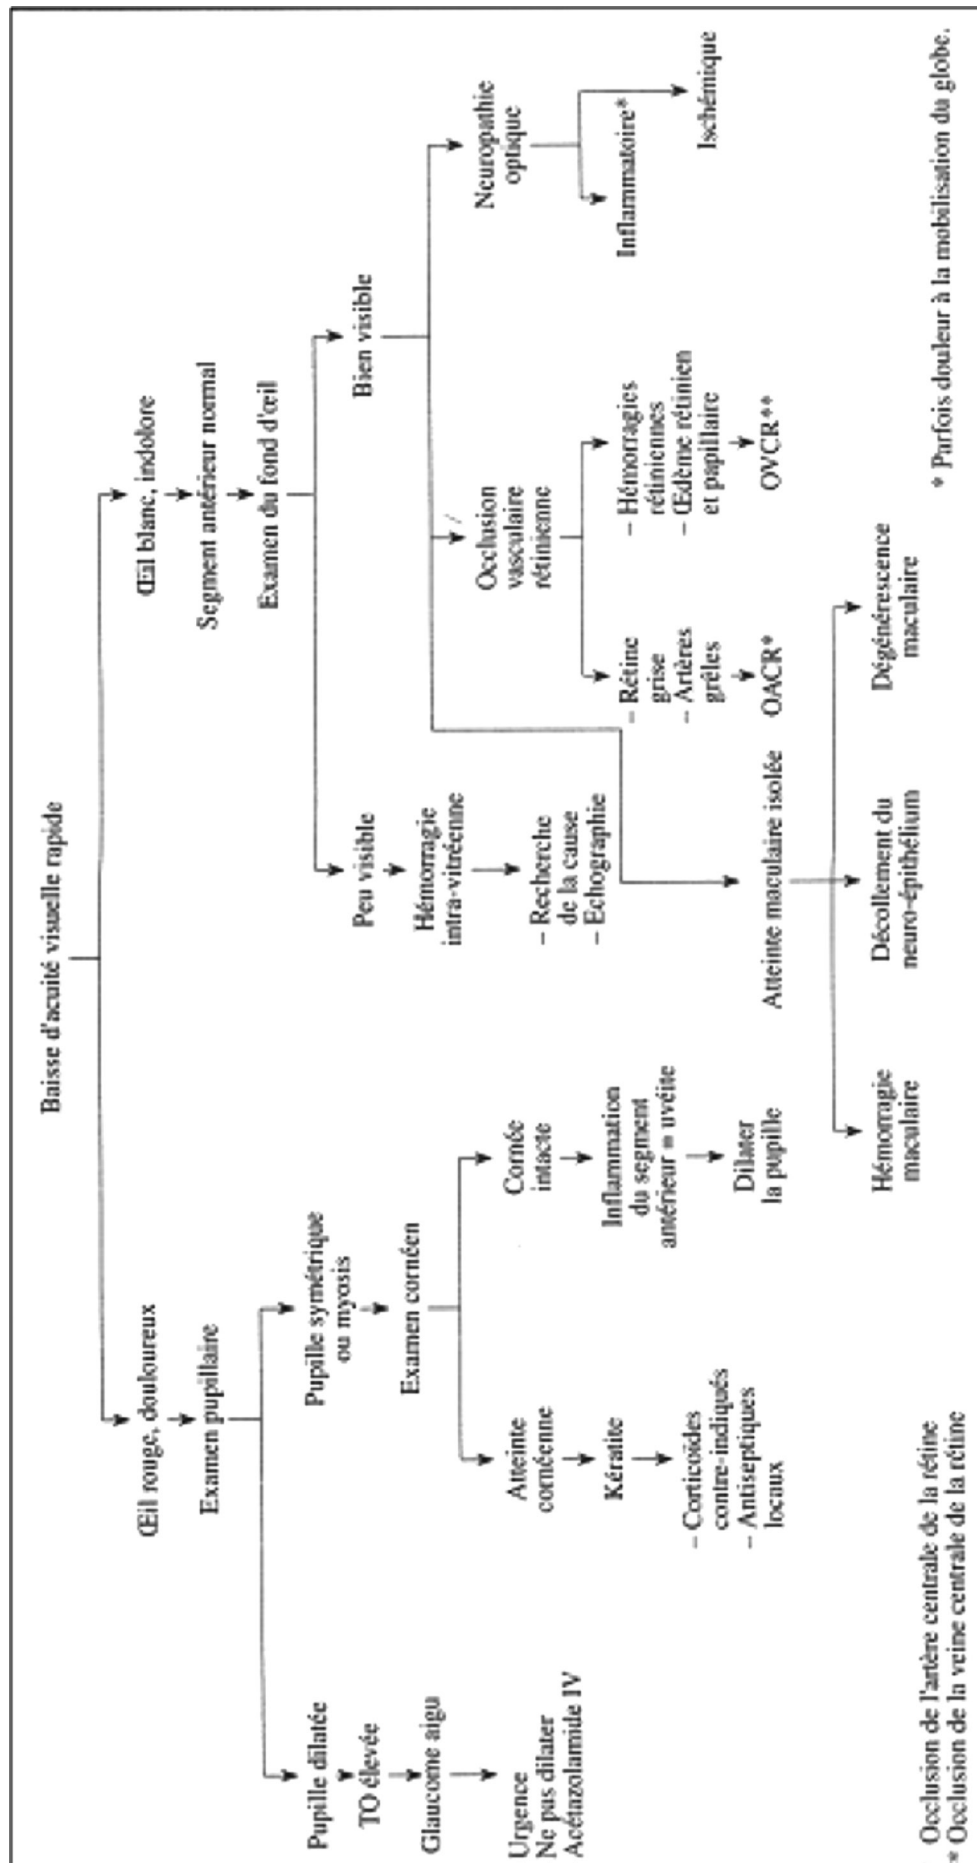 Baisse d'acuité visuelle rapide
Œil rouge, douloureux
Examen pupillaire
Pupille dilatée
TO élevée
Glaucome aigu
Urgence
Ne pas dilater
Acétazolamide IV
Pupille symétrique
ou myosis
Examen cornéen
Atteinte
cornéenne
Kératite
– Corticoïdes
contre-indiqués
– Antiseptiques
locaux
Cornée
intacte
Inflammation
du segment
antérieur = uvéite
Dilater
la pupille
Œil blanc, indolore
Segment antérieur normal
Examen du fond d'œil
Peu visible
Hémorragie
intra-vitréenne
– Recherche
de la cause
– Echographie
Bien visible
Atteinte maculaire isolée
Hémorragie
maculaire
Décollement du
neuro-épithélium
Dégénérescence
maculaire
Occlusion
vasculaire
rétinienne
– Rétine
grise
– Artères
grêles
OACR*
– Hémorragies
rétiniennes
– Œdème rétinien
et papillaire
OVCR**
Neuropathie
optique
Inflammatoire*
Ischémique
Occlusion de l'artère centrale de la rétine
* Occlusion de la veine centrale de la rétine
* Parfois douleur à la mobilisation du globe.